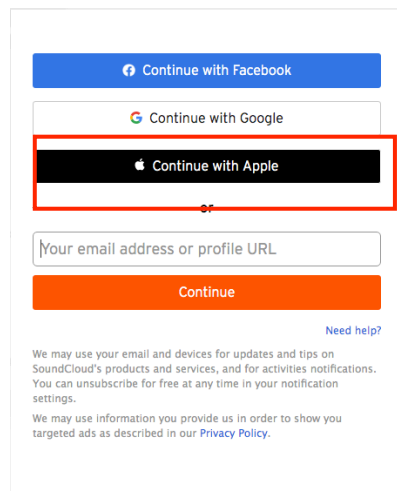 Continue with Facebook
Continue with Google
Continue with Apple
or
Your email address or profile URL
Continue
Need help?
We may use your email and devices for updates and tips on
SoundCloud's products and services, and for activities notifications.
You can unsubscribe for free at any time in your notification
settings.
We may use information you provide us in order to show you
targeted ads as described in our Privacy Policy.